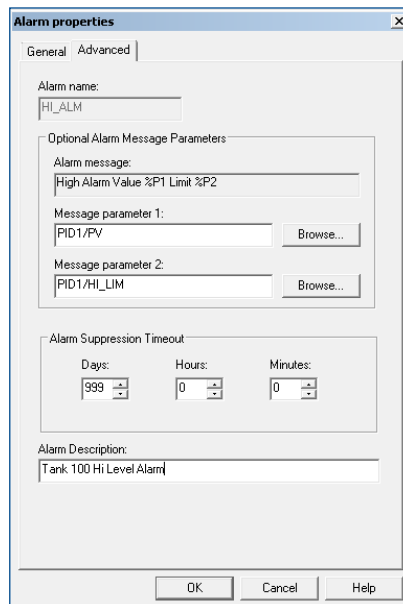 Alarm properties
General Advanced
Alarm name:
HI_ALM
Optional Alarm Message Parameters
Alarm message:
High Alarm Value %P1 Limit %P2
Message parameter 1:
PID1/PV Browse...
Message parameter 2:
PID1/HI_LIM Browse...
Alarm Suppression Timeout
Days: Hours: Minutes:
999 0 0
Alarm Description:
Tank 100 Hi Level Alarm
OK Cancel Help